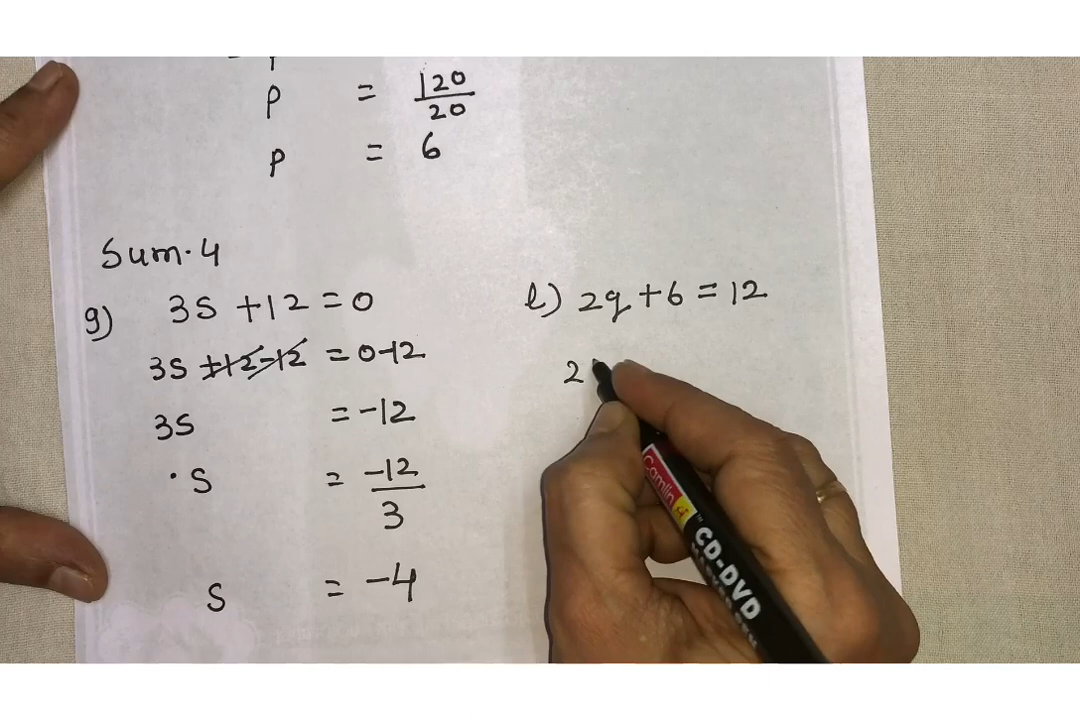 p = 120/20
p = 6
Sum. 4
g) 3s + 12 = 0
3s +12-12 = 0-12
3s = -12
s = -12/3
s = -4
l) 2q + 6 = 12
2
Camlin
CD-DVD